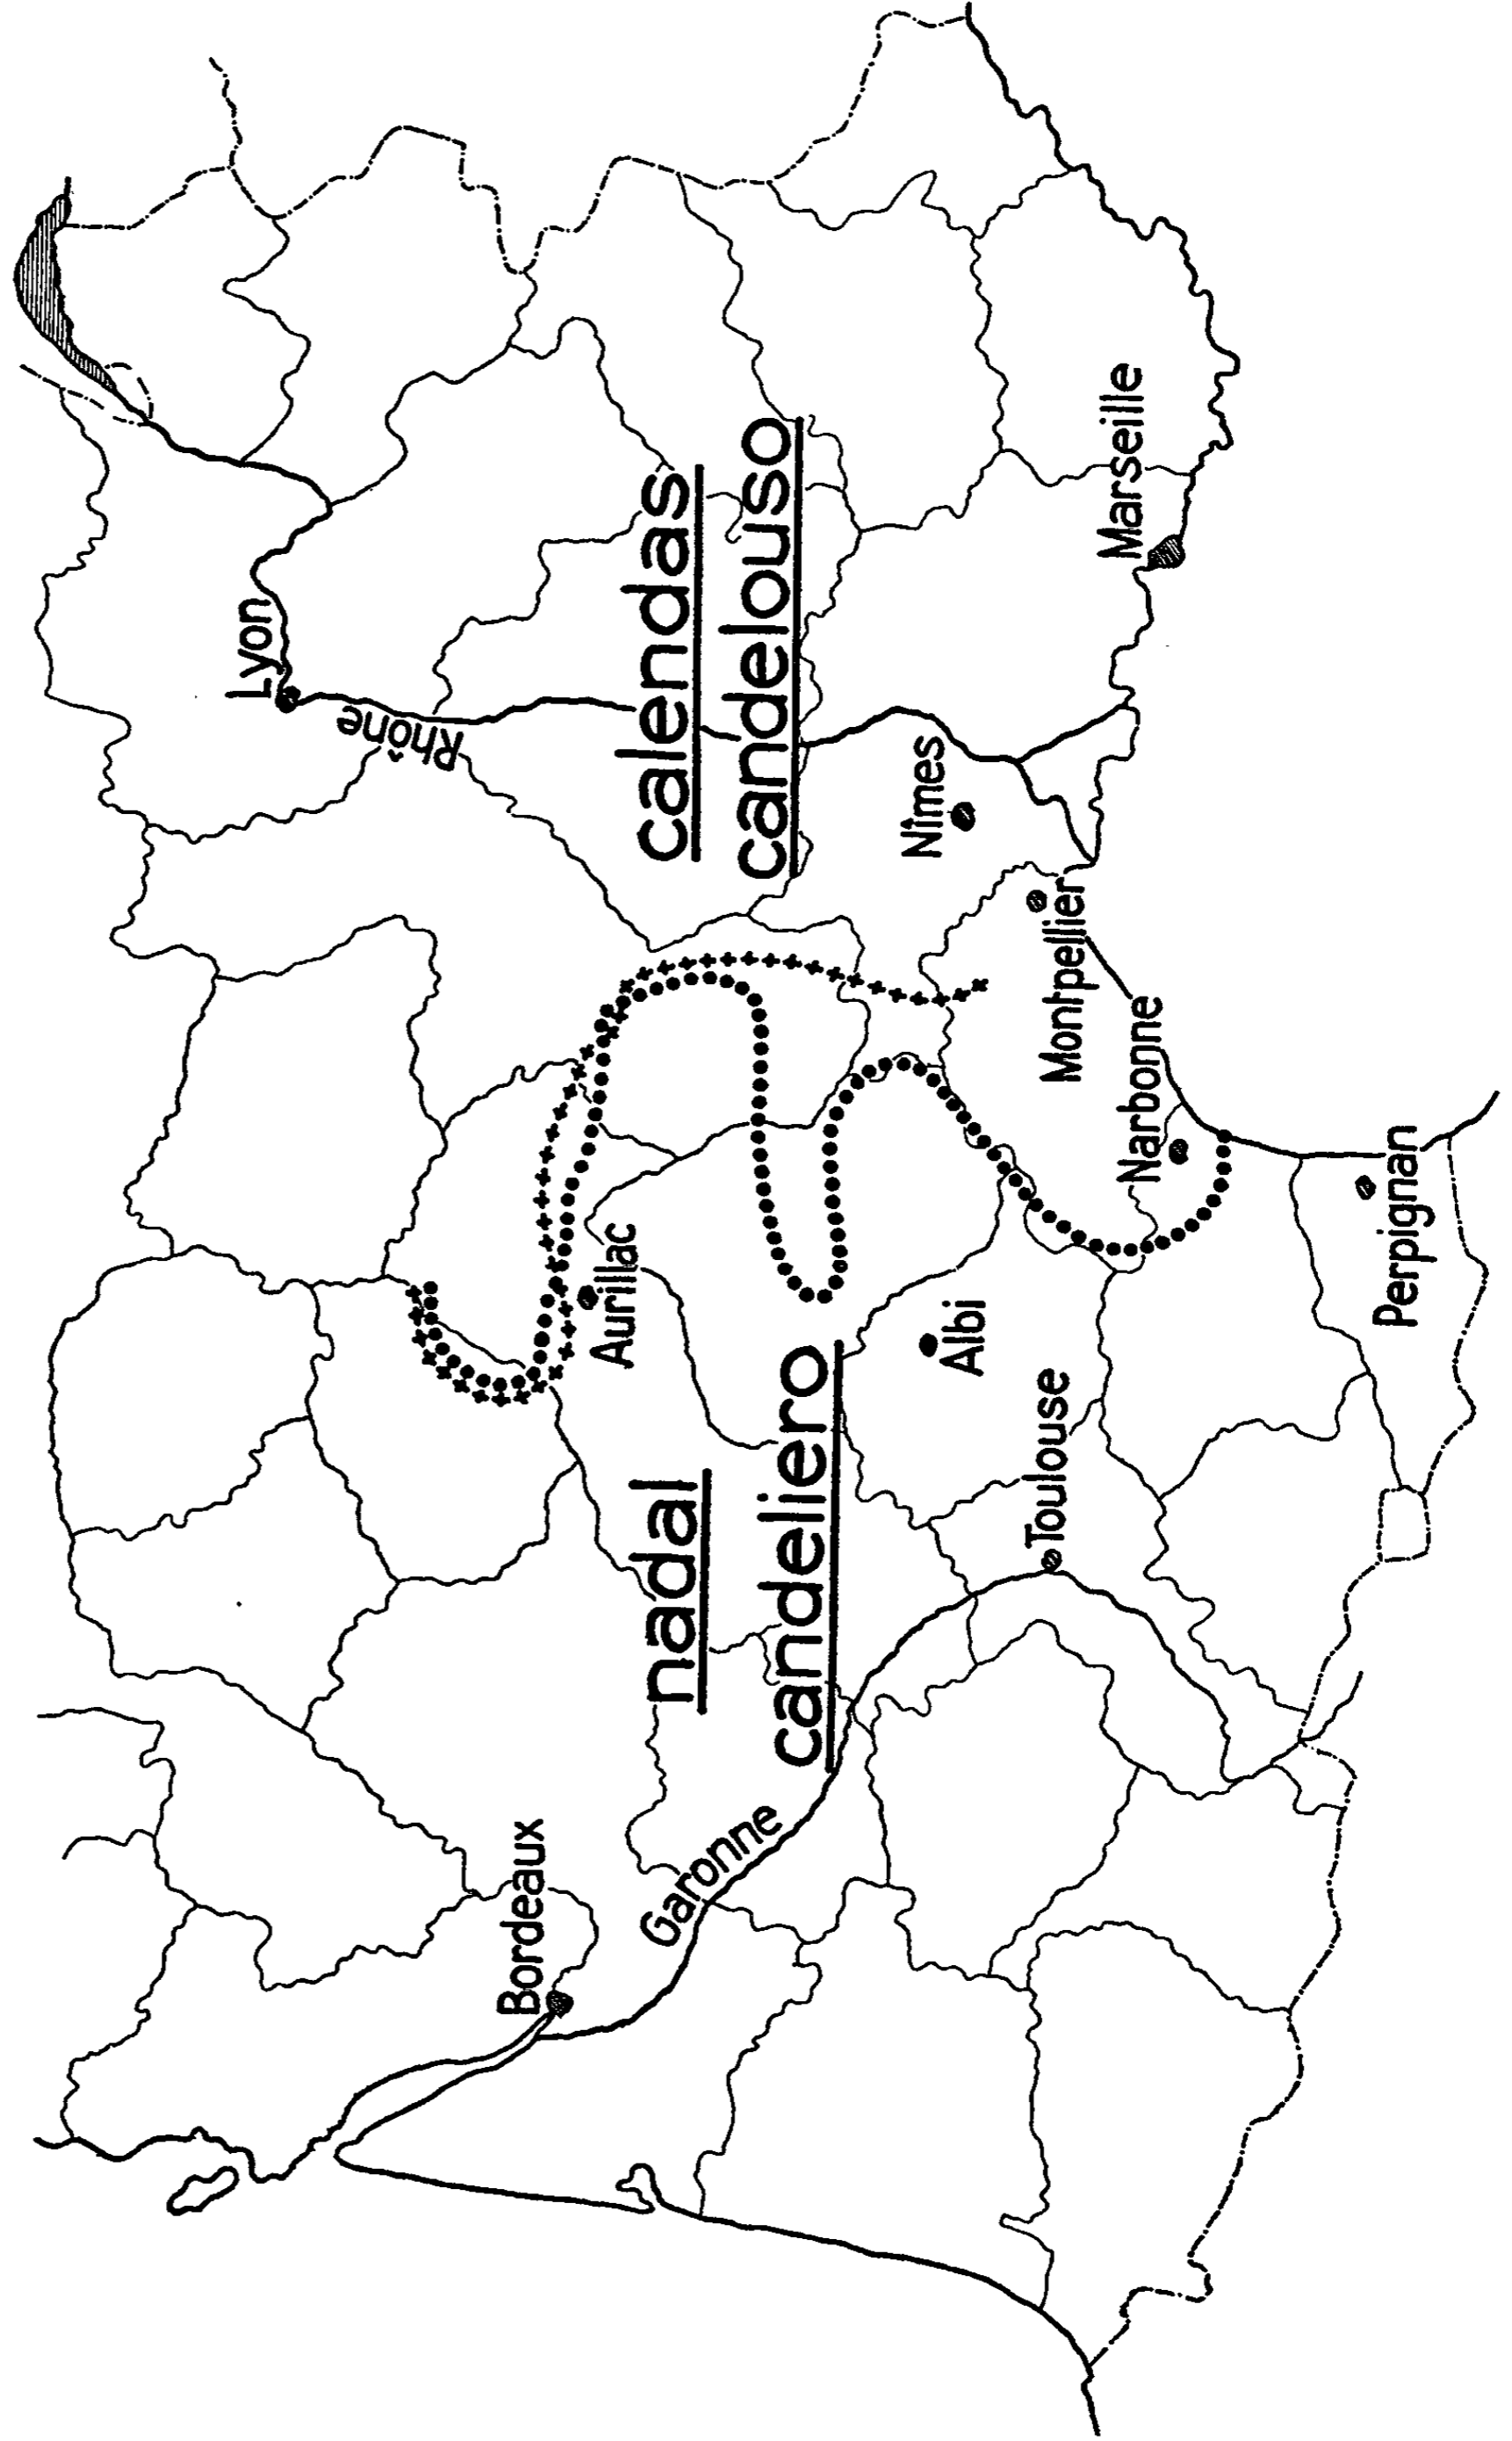 Lyon
Rhône
Bordeaux
Aurillac
Garonne
nadal
calendas
candeliero
candelouso
Nîmes
Albi
Toulouse
Montpellier
Marseille
Narbonne
Perpignan